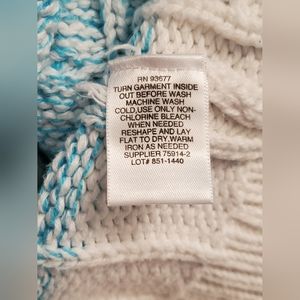 RN 93677
TURN GARMENT INSIDE
OUT BEFORE WASH
MACHINE WASH
COLD,USE ONLY NON-
CHLORINE BLEACH
WHEN NEEDED
RESHAPE AND LAY
FLAT TO DRY,WARM
IRON AS NEEDED
SUPPLIER 75914-2
LOT# 851-1440